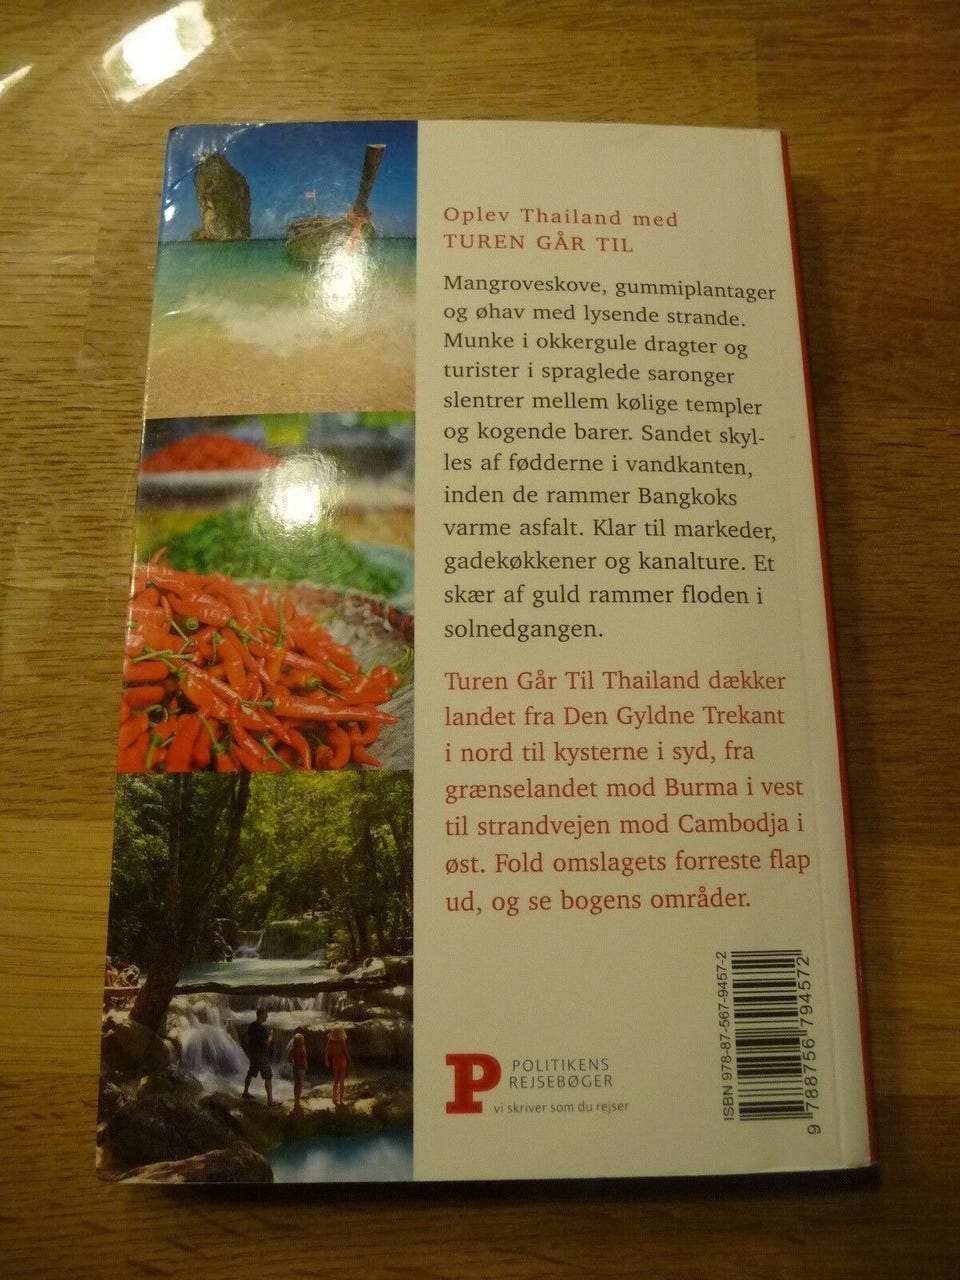 Oplev Thailand med
TUREN GÅR TIL
Mangroveskove, gummiplantager
og øhav med lysende strande.
Munke i okkergule dragter og
turister i spraglede saronger
slentrer mellem kølige templer
og kogende barer. Sandet skyl-
les af fødderne i vandkanten,
inden de rammer Bangkoks
varme asfalt. Klar til markeder,
gadekøkkener og kanalture. Et
skær af guld rammer floden i
solnedgangen.
Turen Går Til Thailand dækker
landet fra Den Gyldne Trekant
i nord til kysterne i syd, fra
grænselandet mod Burma i vest
til strandvejen mod Cambodja i
øst. Fold omslagets forreste flap
ud, og se bogens områder.
P
POLITIKENS
REJSEBØGER
vi skriver som du rejser
ISBN 978-87-567-9457-2
9 788756 794572